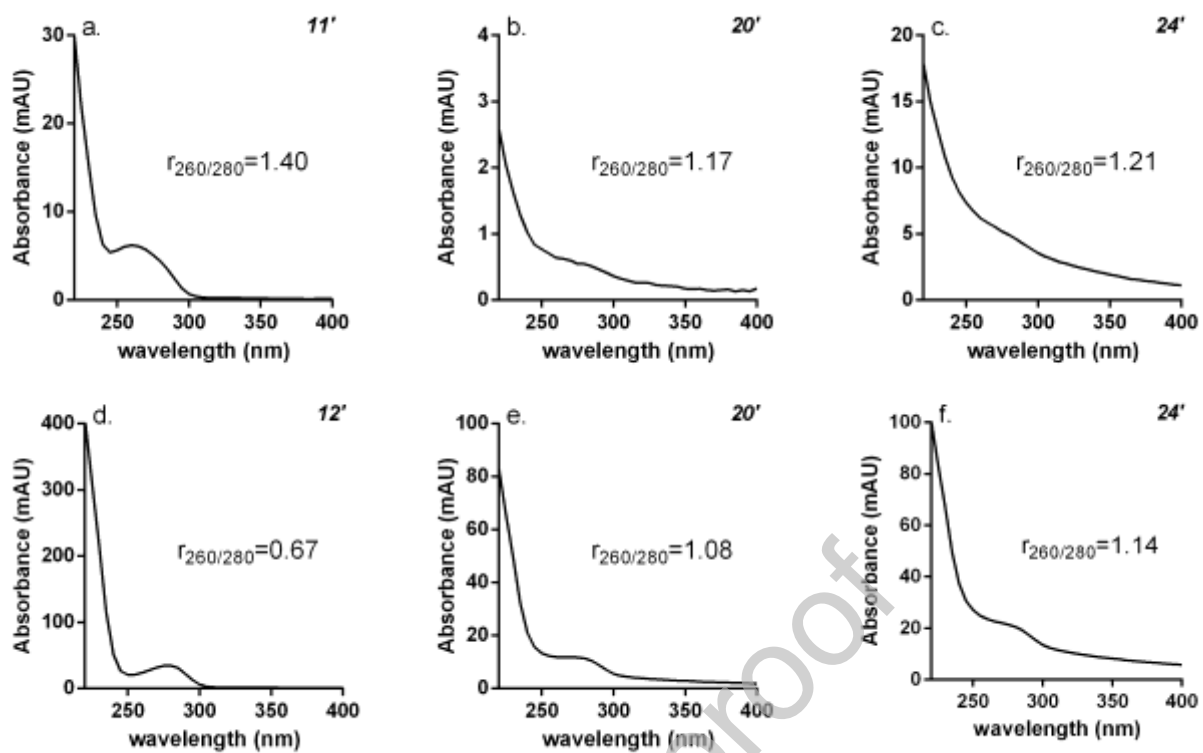 a. 11' b. 20' c. 24'
Absorbance (mAU) Absorbance (mAU) Absorbance (mAU)
30 4 20
3 15
20
r260/280=1.40 r260/280=1.17 r260/280=1.21
2 10
10
1 5
0 0 0
250 300 350 400 250 300 350 400 250 300 350 400
wavelength (nm) wavelength (nm) wavelength (nm)
d. 12' e. 20' f. 24'
Absorbance (mAU) Absorbance (mAU) Absorbance (mAU)
400 100 100
80 80
300
r260/280=0.67 r260/280=1.08 r260/280=1.14
60 60
200
40 40
100
20 20
0 0 0
250 300 350 400 250 300 350 400 250 300 350 400
wavelength (nm) wavelength (nm) wavelength (nm)
proof